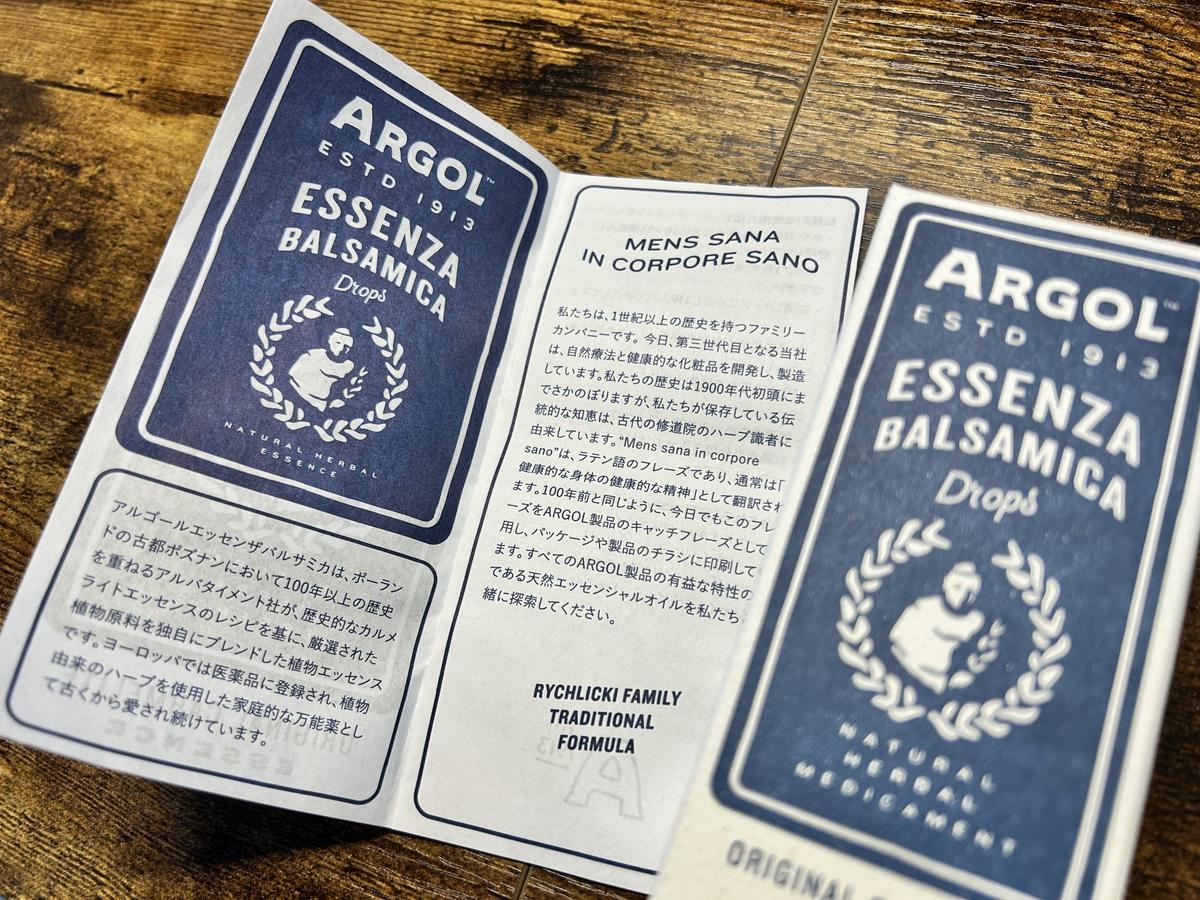 ARGOL™
ESTD 1913
ESSENZA
BALSAMICA
Drops
NATURAL HERBAL
ESSENCE
アルゴールエッセンザバルサミカは、ポーラン
ドの古都ポズナンにおいて100年以上の歴史
を重ねるアルバタイメント社が、歴史的なカルメ
ライトエッセンスのレシピを基に、厳選された
植物原料を独自にブレンドした植物エッセンス
です。ヨーロッパでは医薬品に登録され、植物
由来のハーブを使用した家庭的な万能薬とし
て古くから愛され続けています。
MENS SANA
IN CORPORE SANO
私たちは、1世紀以上の歴史を持つファミリー
カンパニーです。 今日、第三世代目となる当社
は、自然療法と健康的な化粧品を開発し、製造
しています。私たちの歴史は1900年代初頭にま
でさかのぼりますが、私たちが保存している伝
統的な知恵は、古代の修道院のハーブ識者に
由来しています。“Mens sana in corpore
sano”は、ラテン語のフレーズであり、通常は「
健康的な身体の健康的な精神」として翻訳され
ます。100年前と同じように、今日でもこのフレ
ーズをARGOL製品のキャッチフレーズとして
用し、パッケージや製品のチラシに印刷して
ます。すべてのARGOL製品の有益な特性の
である天然エッセンシャルオイルを私たち
緒に探索してください。
RYCHLICKI FAMILY
TRADITIONAL
FORMULA
ARGOL™
ESTD 1913
ESSENZA
BALSAMICA
Drops
NATURAL
HERBAL
MEDICAMENT
ORIGINAL